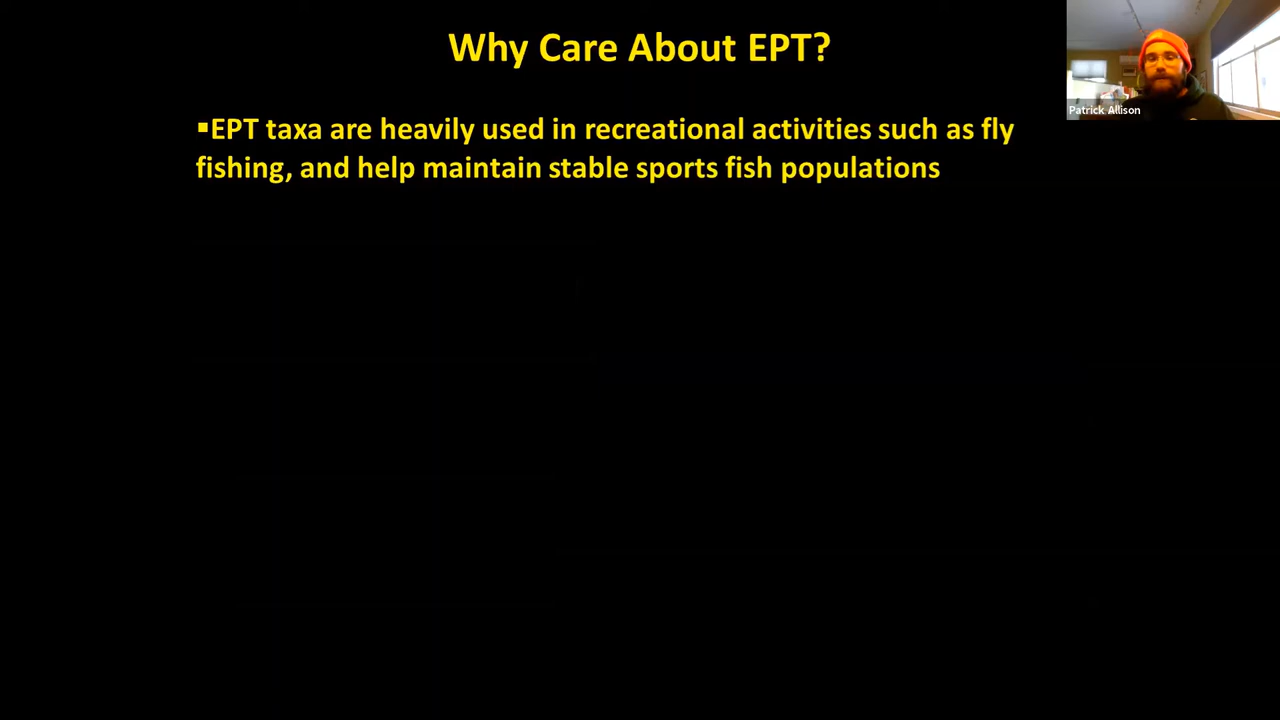 Why Care About EPT?
Patrick Allison
▪EPT taxa are heavily used in recreational activities such as fly
fishing, and help maintain stable sports fish populations